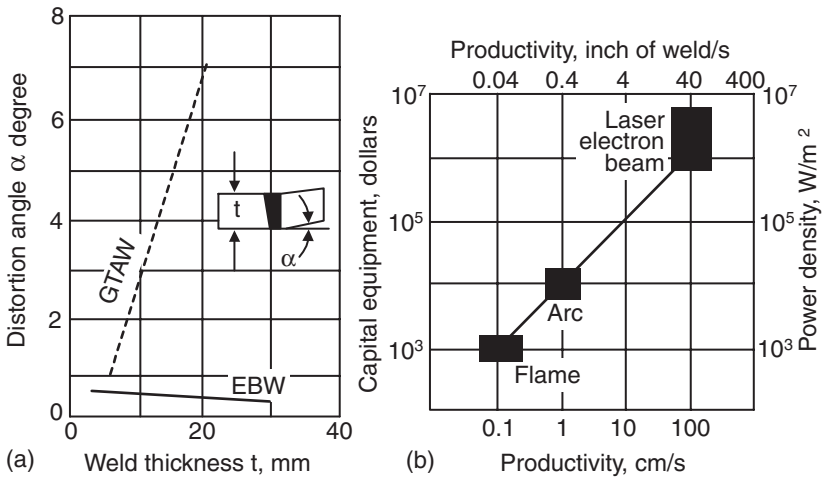 8
6
4
2
0
0
20
40
Distortion angle α degree
GTAW
t
α
EBW
(a)
Weld thickness t, mm
Productivity, inch of weld/s
0.04 0.4 4 40 400
10⁷
10⁵
10³
Capital equipment, dollars
Laser
electron
beam
Arc
Flame
10⁷
10⁵
10³
Power density, W/m ²
0.1 1 10 100
(b)
Productivity, cm/s